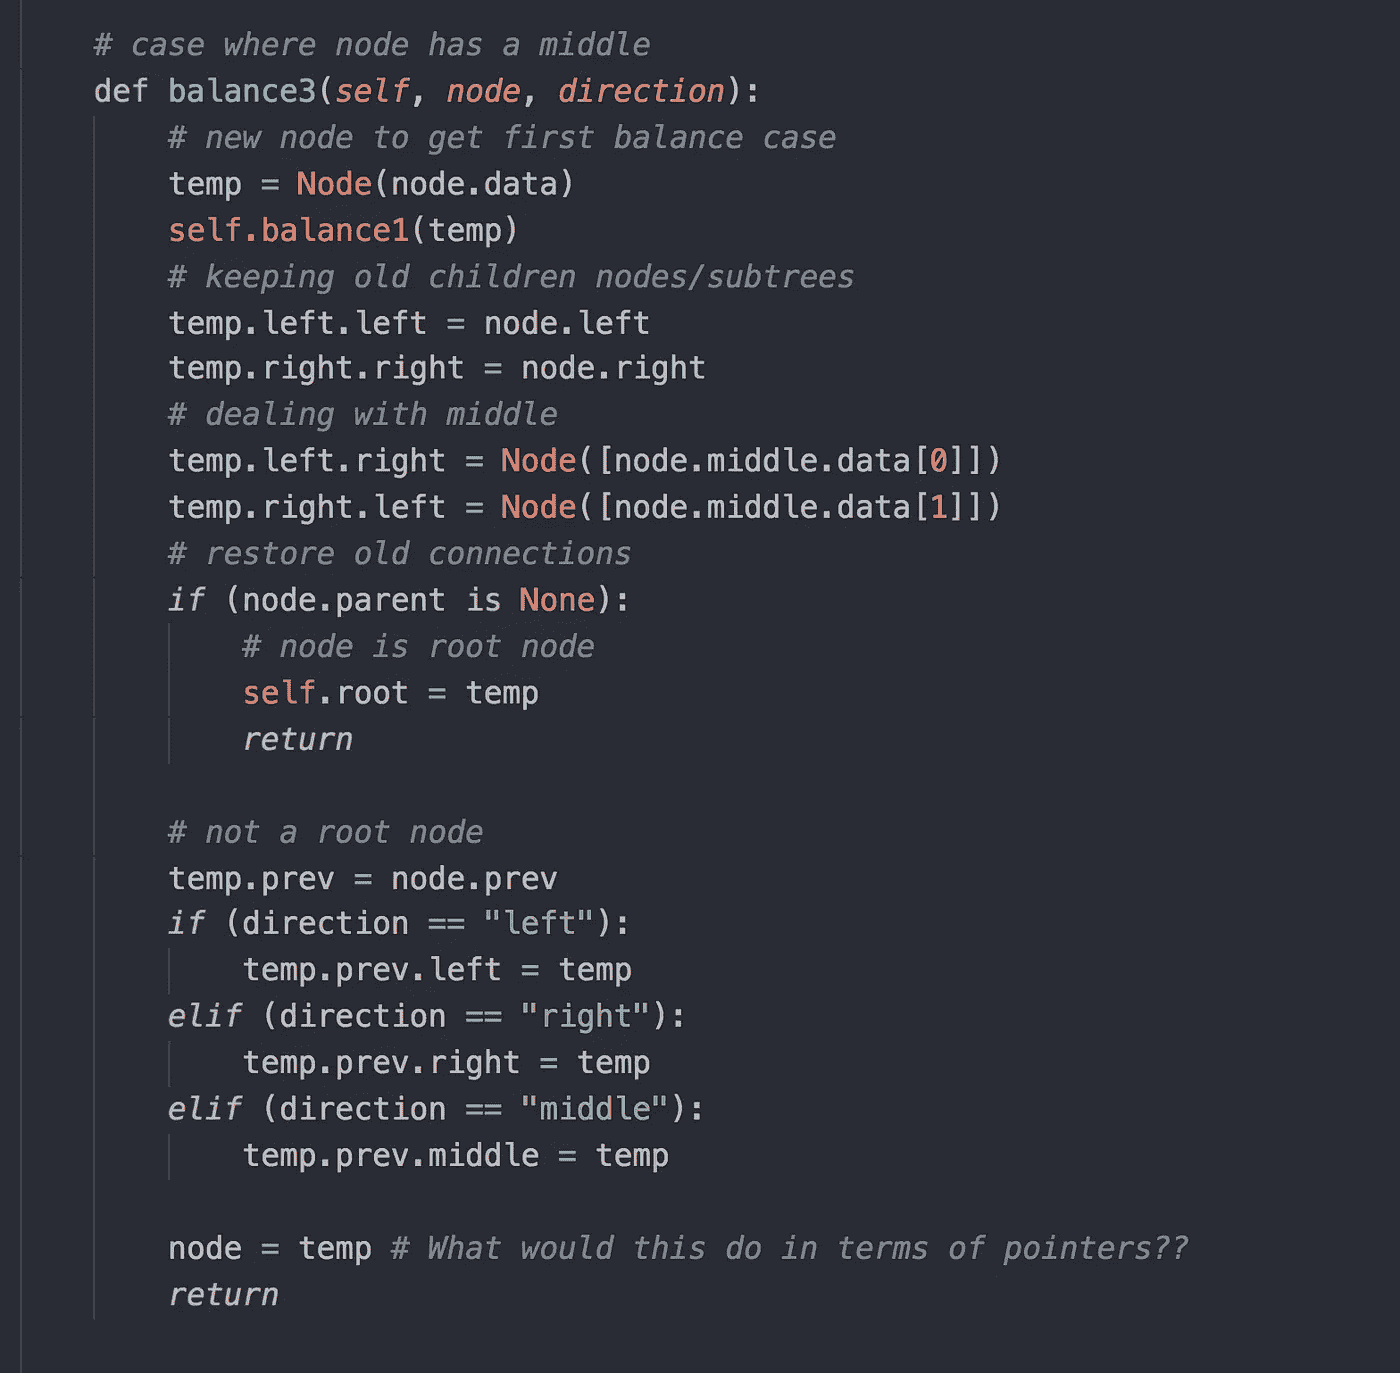 # case where node has a middle
def balance3(self, node, direction):
# new node to get first balance case
temp = Node(node.data)
self.balance1(temp)
# keeping old children nodes/subtrees
temp.left.left = node.left
temp.right.right = node.right
# dealing with middle
temp.left.right = Node([node.middle.data[0]])
temp.right.left = Node([node.middle.data[1]])
# restore old connections
if (node.parent is None):
# node is root node
self.root = temp
return
# not a root node
temp.prev = node.prev
if (direction == "left"):
temp.prev.left = temp
elif (direction == "right"):
temp.prev.right = temp
elif (direction == "middle"):
temp.prev.middle = temp
node = temp # What would this do in terms of pointers??
return